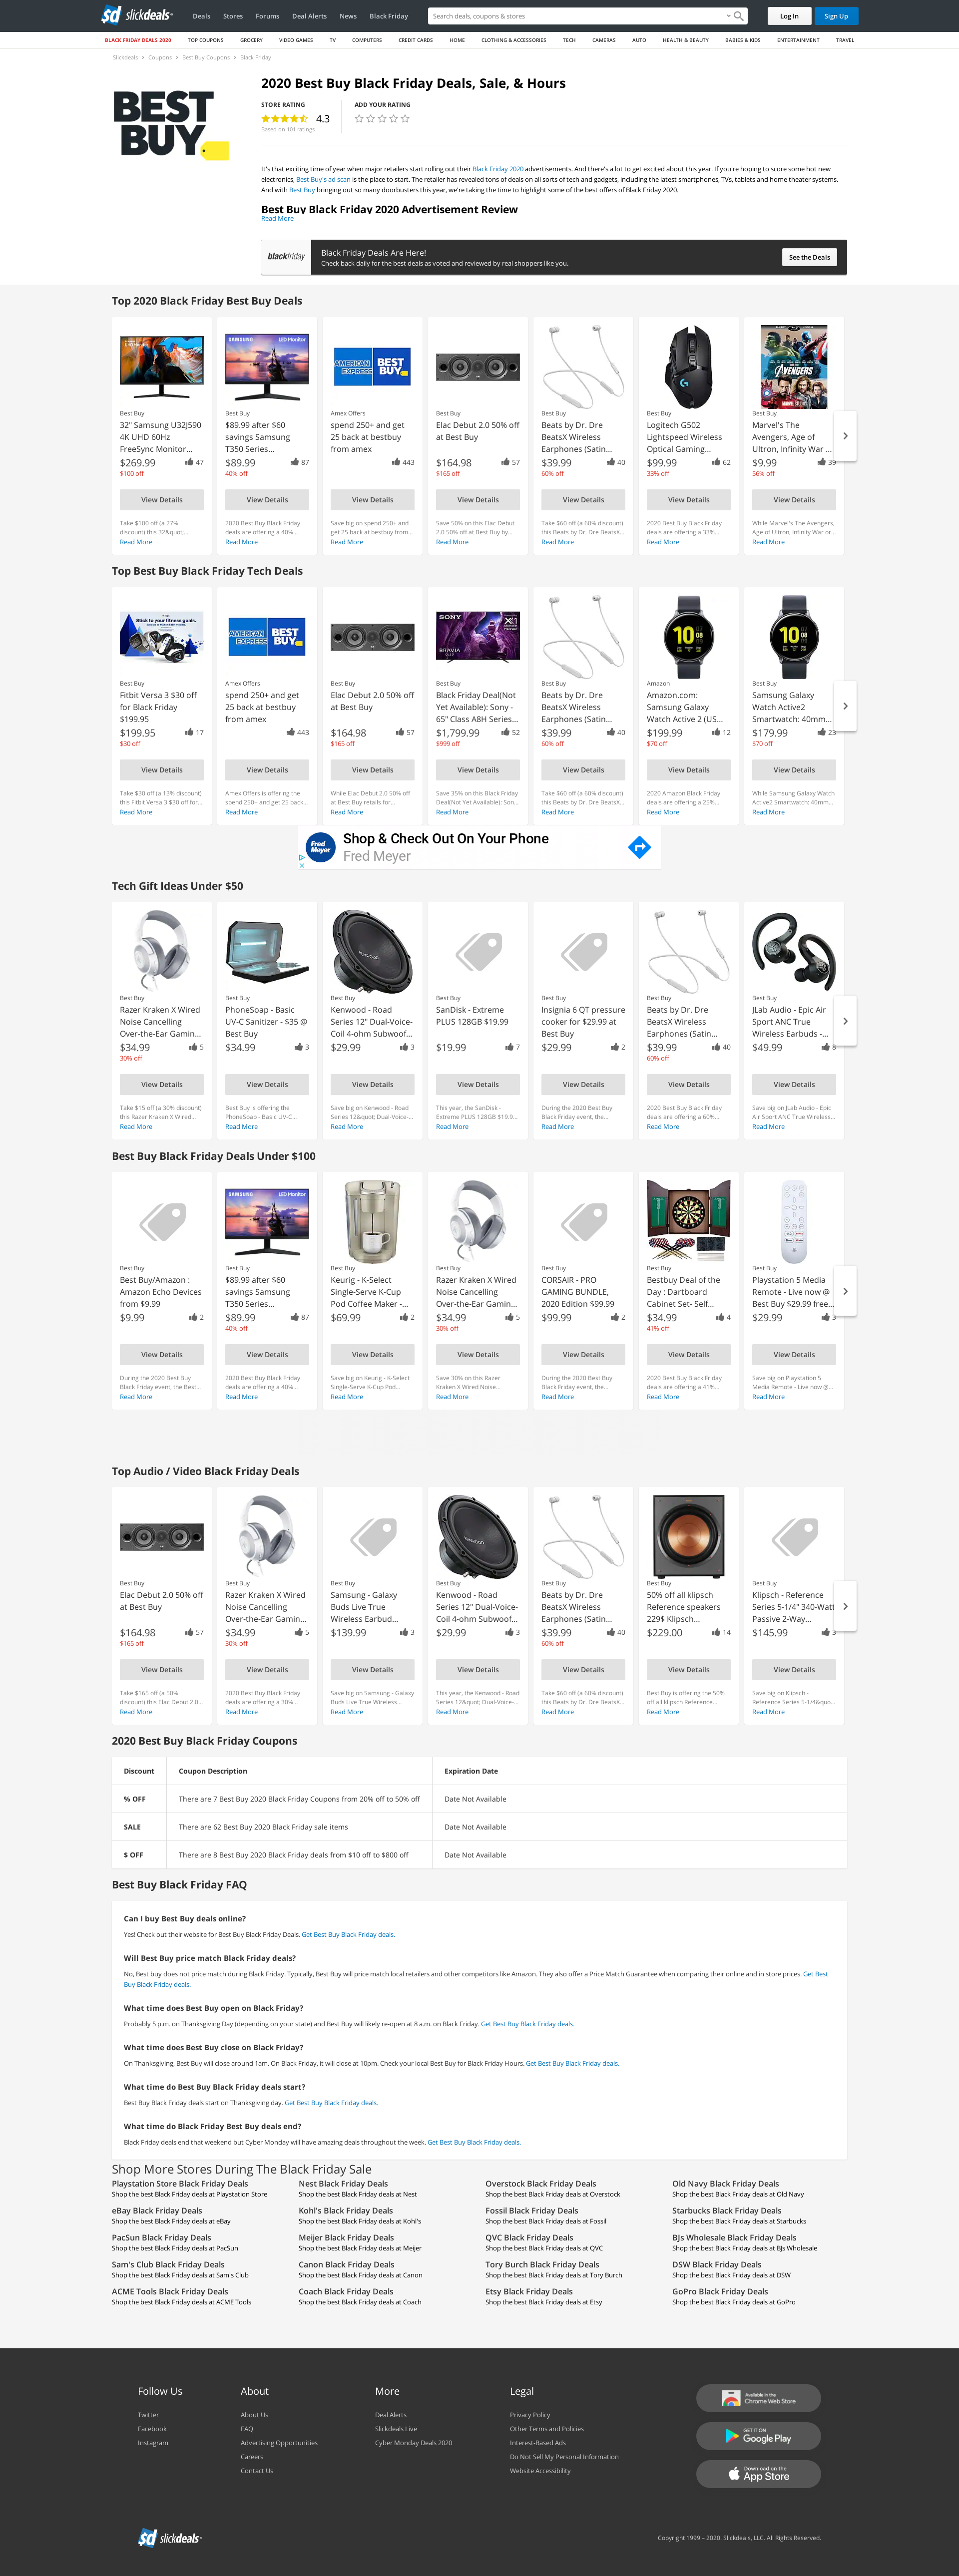 slickdeals
Deals Stores Forums Deal Alerts News Black Friday
Search deals, coupons & stores
Log In Sign Up
BLACK FRIDAY DEALS 2020 TOP COUPONS GROCERY VIDEO GAMES TV COMPUTERS CREDIT CARDS HOME CLOTHING & ACCESSORIES TECH CAMERAS AUTO HEALTH & BEAUTY BABIES & KIDS ENTERTAINMENT TRAVEL
Slickdeals Coupons Best Buy Coupons Black Friday
BEST
BUY
2020 Best Buy Black Friday Deals, Sale, & Hours
STORE RATING
4.3
Based on 101 ratings
ADD YOUR RATING
It's that exciting time of year when major retailers start rolling out their Black Friday 2020 advertisements. And there's a lot to get excited about this year. If you're hoping to score some hot new
electronics, Best Buy's ad scan is the place to start. The retailer has revealed tons of deals on all sorts of tech and gadgets, including the latest smartphones, TVs, tablets and home theater systems.
And with Best Buy bringing out so many doorbusters this year, we're taking the time to highlight some of the best offers of Black Friday 2020.
Best Buy Black Friday 2020 Advertisement Review
Read More
blackfriday
Black Friday Deals Are Here!
Check back daily for the best deals as voted and reviewed by real shoppers like you.
See the Deals
Top 2020 Black Friday Best Buy Deals
Best Buy
32" Samsung U32J590
4K UHD 60Hz
FreeSync Monitor...
$269.99 47
$100 off
View Details
Take $100 off (a 27%
discount) this 32&quot;...
Read More
SAMSUNG LED Monitor
Best Buy
$89.99 after $60
savings Samsung
T350 Series...
$89.99 87
40% off
View Details
2020 Best Buy Black Friday
deals are offering a 40%...
Read More
AMERICAN
EXPRESS
BEST
BUY
Amex Offers
spend 250+ and get
25 back at bestbuy
from amex
443
View Details
Save big on spend 250+ and
get 25 back at bestbuy from...
Read More
Best Buy
Elac Debut 2.0 50% off
at Best Buy
$164.98 57
$165 off
View Details
Save 50% on this Elac Debut
2.0 50% off at Best Buy by...
Read More
Best Buy
Beats by Dr. Dre
BeatsX Wireless
Earphones (Satin...
$39.99 40
60% off
View Details
Take $60 off (a 60% discount)
this Beats by Dr. Dre BeatsX...
Read More
Best Buy
Logitech G502
Lightspeed Wireless
Optical Gaming...
$99.99 62
33% off
View Details
2020 Best Buy Black Friday
deals are offering a 33%...
Read More
AVENGERS
Best Buy
Marvel's The
Avengers, Age of
Ultron, Infinity War ...
$9.99 39
56% off
View Details
While Marvel's The Avengers,
Age of Ultron, Infinity War or...
Read More
Top Best Buy Black Friday Tech Deals
Stick to your fitness goals.
Best Buy
Fitbit Versa 3 $30 off
for Black Friday
$199.95
$199.95 17
$30 off
View Details
Take $30 off (a 13% discount)
this Fitbit Versa 3 $30 off for...
Read More
AMERICAN
EXPRESS
BEST
BUY
Amex Offers
spend 250+ and get
25 back at bestbuy
from amex
443
View Details
Amex Offers is offering the
spend 250+ and get 25 back...
Read More
Best Buy
Elac Debut 2.0 50% off
at Best Buy
$164.98 57
$165 off
View Details
While Elac Debut 2.0 50% off
at Best Buy retails for...
Read More
SONY
X1
BRAVIA
Best Buy
Black Friday Deal(Not
Yet Available): Sony -
65" Class A8H Series...
$1,799.99 52
$999 off
View Details
Save 35% on this Black Friday
Deal(Not Yet Available): Son...
Read More
Best Buy
Beats by Dr. Dre
BeatsX Wireless
Earphones (Satin...
$39.99 40
60% off
View Details
Take $60 off (a 60% discount)
this Beats by Dr. Dre BeatsX...
Read More
10 08
Amazon
Amazon.com:
Samsung Galaxy
Watch Active 2 (US...
$199.99 12
$70 off
View Details
2020 Amazon Black Friday
deals are offering a 25%...
Read More
10 08
Best Buy
Samsung Galaxy
Watch Active2
Smartwatch: 40mm...
$179.99 23
$70 off
View Details
While Samsung Galaxy Watch
Active2 Smartwatch: 40mm...
Read More
Fred
Meyer
Shop & Check Out On Your Phone
Fred Meyer
Tech Gift Ideas Under $50
Best Buy
Razer Kraken X Wired
Noise Cancelling
Over-the-Ear Gamin...
$34.99 5
30% off
View Details
Take $15 off (a 30% discount)
this Razer Kraken X Wired...
Read More
Best Buy
PhoneSoap - Basic
UV-C Sanitizer - $35 @
Best Buy
$34.99 3
View Details
Best Buy is offering the
PhoneSoap - Basic UV-C...
Read More
KENWOOD
Best Buy
Kenwood - Road
Series 12" Dual-Voice-
Coil 4-ohm Subwoof...
$29.99 3
View Details
Save big on Kenwood - Road
Series 12&quot; Dual-Voice-...
Read More
Best Buy
SanDisk - Extreme
PLUS 128GB $19.99
$19.99 7
View Details
This year, the SanDisk -
Extreme PLUS 128GB $19.9...
Read More
Best Buy
Insignia 6 QT pressure
cooker for $29.99 at
Best Buy
$29.99 2
View Details
During the 2020 Best Buy
Black Friday event, the...
Read More
Best Buy
Beats by Dr. Dre
BeatsX Wireless
Earphones (Satin...
$39.99 40
60% off
View Details
2020 Best Buy Black Friday
deals are offering a 60%...
Read More
Best Buy
JLab Audio - Epic Air
Sport ANC True
Wireless Earbuds -...
$49.99 8
View Details
Save big on JLab Audio - Epic
Air Sport ANC True Wireless...
Read More
Best Buy Black Friday Deals Under $100
Best Buy
Best Buy/Amazon :
Amazon Echo Devices
from $9.99
$9.99 2
View Details
During the 2020 Best Buy
Black Friday event, the Best...
Read More
SAMSUNG LED Monitor
Best Buy
$89.99 after $60
savings Samsung
T350 Series...
$89.99 87
40% off
View Details
2020 Best Buy Black Friday
deals are offering a 40%...
Read More
Best Buy
Keurig - K-Select
Single-Serve K-Cup
Pod Coffee Maker -...
$69.99 2
View Details
Save big on Keurig - K-Select
Single-Serve K-Cup Pod...
Read More
Best Buy
Razer Kraken X Wired
Noise Cancelling
Over-the-Ear Gamin...
$34.99 5
30% off
View Details
Save 30% on this Razer
Kraken X Wired Noise...
Read More
Best Buy
CORSAIR - PRO
GAMING BUNDLE,
2020 Edition $99.99
$99.99 2
View Details
During the 2020 Best Buy
Black Friday event, the...
Read More
Best Buy
Bestbuy Deal of the
Day : Dartboard
Cabinet Set- Self...
$34.99 4
41% off
View Details
2020 Best Buy Black Friday
deals are offering a 41%...
Read More
Best Buy
Playstation 5 Media
Remote - Live now @
Best Buy $29.99 free...
$29.99 3
View Details
Save big on Playstation 5
Media Remote - Live now @...
Read More
Top Audio / Video Black Friday Deals
Best Buy
Elac Debut 2.0 50% off
at Best Buy
$164.98 57
$165 off
View Details
Take $165 off (a 50%
discount) this Elac Debut 2.0...
Read More
Best Buy
Razer Kraken X Wired
Noise Cancelling
Over-the-Ear Gamin...
$34.99 5
30% off
View Details
2020 Best Buy Black Friday
deals are offering a 30%...
Read More
Best Buy
Samsung - Galaxy
Buds Live True
Wireless Earbud...
$139.99 3
View Details
Save big on Samsung - Galaxy
Buds Live True Wireless...
Read More
KENWOOD
Best Buy
Kenwood - Road
Series 12" Dual-Voice-
Coil 4-ohm Subwoof...
$29.99 3
View Details
This year, the Kenwood - Road
Series 12&quot; Dual-Voice-...
Read More
Best Buy
Beats by Dr. Dre
BeatsX Wireless
Earphones (Satin...
$39.99 40
60% off
View Details
Take $60 off (a 60% discount)
this Beats by Dr. Dre BeatsX...
Read More
Best Buy
50% off all klipsch
Reference speakers
229$ Klipsch...
$229.00 14
View Details
Best Buy is offering the 50%
off all klipsch Reference...
Read More
Best Buy
Klipsch - Reference
Series 5-1/4" 340-Watt
Passive 2-Way...
$145.99 3
View Details
Save big on Klipsch -
Reference Series 5-1/4&quo...
Read More
2020 Best Buy Black Friday Coupons
Discount Coupon Description Expiration Date
% OFF There are 7 Best Buy 2020 Black Friday Coupons from 20% off to 50% off Date Not Available
SALE There are 62 Best Buy 2020 Black Friday sale items Date Not Available
$ OFF There are 8 Best Buy 2020 Black Friday deals from $10 off to $800 off Date Not Available
Best Buy Black Friday FAQ
Can I buy Best Buy deals online?
Yes! Check out their website for Best Buy Black Friday Deals. Get Best Buy Black Friday deals.
Will Best Buy price match Black Friday deals?
No, Best buy does not price match during Black Friday. Typically, Best Buy will price match local retailers and other competitors like Amazon. They also offer a Price Match Guarantee when comparing their online and in store prices. Get Best
Buy Black Friday deals.
What time does Best Buy open on Black Friday?
Probably 5 p.m. on Thanksgiving Day (depending on your state) and Best Buy will likely re-open at 8 a.m. on Black Friday. Get Best Buy Black Friday deals.
What time does Best Buy close on Black Friday?
On Thanksgiving, Best Buy will close around 1am. On Black Friday, it will close at 10pm. Check your local Best Buy for Black Friday Hours. Get Best Buy Black Friday deals.
What time do Best Buy Black Friday deals start?
Best Buy Black Friday deals start on Thanksgiving day. Get Best Buy Black Friday deals.
What time do Black Friday Best Buy deals end?
Black Friday deals end that weekend but Cyber Monday will have amazing deals throughout the week. Get Best Buy Black Friday deals.
Shop More Stores During The Black Friday Sale
Playstation Store Black Friday Deals
Shop the best Black Friday deals at Playstation Store
Nest Black Friday Deals
Shop the best Black Friday deals at Nest
Overstock Black Friday Deals
Shop the best Black Friday deals at Overstock
Old Navy Black Friday Deals
Shop the best Black Friday deals at Old Navy
eBay Black Friday Deals
Shop the best Black Friday deals at eBay
Kohl's Black Friday Deals
Shop the best Black Friday deals at Kohl's
Fossil Black Friday Deals
Shop the best Black Friday deals at Fossil
Starbucks Black Friday Deals
Shop the best Black Friday deals at Starbucks
PacSun Black Friday Deals
Shop the best Black Friday deals at PacSun
Meijer Black Friday Deals
Shop the best Black Friday deals at Meijer
QVC Black Friday Deals
Shop the best Black Friday deals at QVC
BJs Wholesale Black Friday Deals
Shop the best Black Friday deals at BJs Wholesale
Sam's Club Black Friday Deals
Shop the best Black Friday deals at Sam's Club
Canon Black Friday Deals
Shop the best Black Friday deals at Canon
Tory Burch Black Friday Deals
Shop the best Black Friday deals at Tory Burch
DSW Black Friday Deals
Shop the best Black Friday deals at DSW
ACME Tools Black Friday Deals
Shop the best Black Friday deals at ACME Tools
Coach Black Friday Deals
Shop the best Black Friday deals at Coach
Etsy Black Friday Deals
Shop the best Black Friday deals at Etsy
GoPro Black Friday Deals
Shop the best Black Friday deals at GoPro
Follow Us
Twitter
Facebook
Instagram
About
About Us
FAQ
Advertising Opportunities
Careers
Contact Us
More
Deal Alerts
Slickdeals Live
Cyber Monday Deals 2020
Legal
Privacy Policy
Other Terms and Policies
Interest-Based Ads
Do Not Sell My Personal Information
Website Accessibility
Available in the
Chrome Web Store
GET IT ON
Google Play
Download on the
App Store
slickdeals
Copyright 1999 – 2020. Slickdeals, LLC. All Rights Reserved.